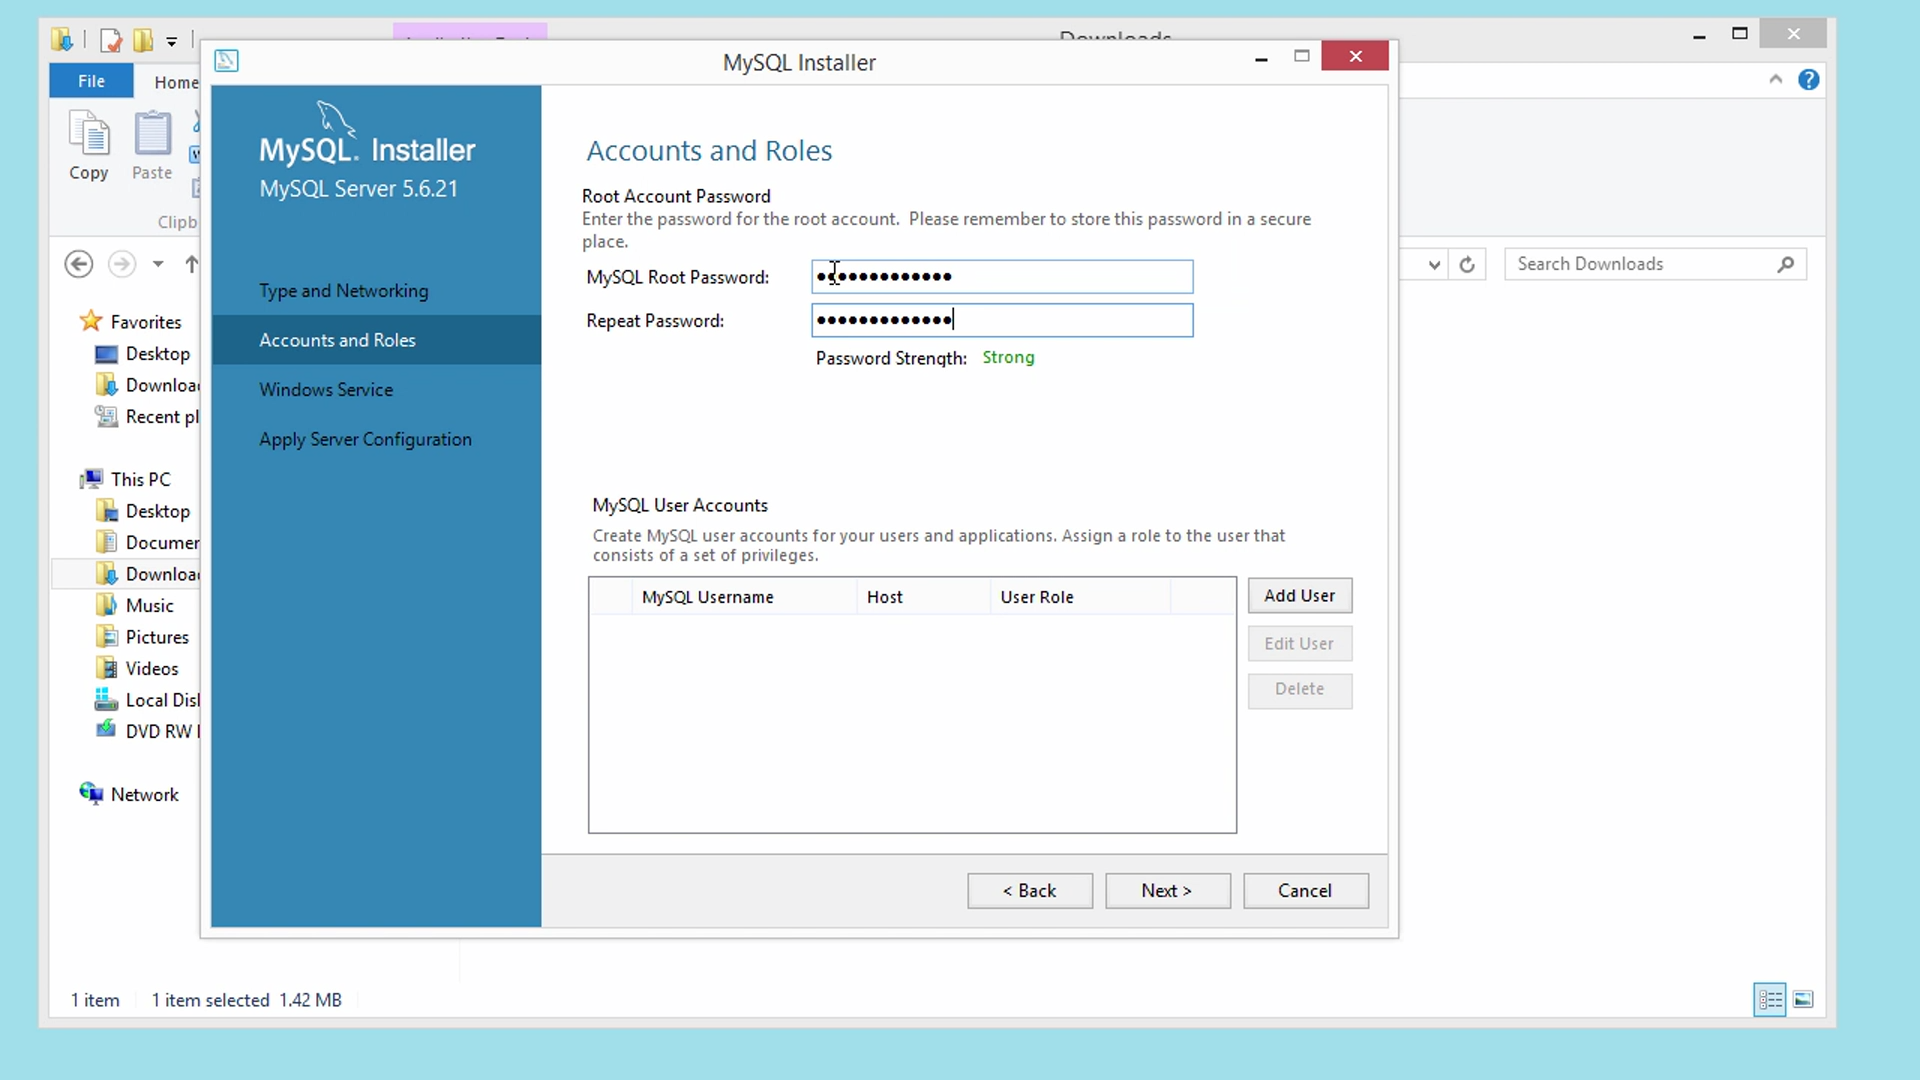 Downloads
MySQL Installer
File
Home
Copy
Paste
Clipb
Search Downloads
Favorites
Desktop
Downloa
Recent pl
This PC
Desktop
Documen
Downloa
Music
Pictures
Videos
Local Disk
DVD RW
Network
1 item
1 item selected 1.42 MB
MySQL. Installer
MySQL Server 5.6.21
Type and Networking
Accounts and Roles
Windows Service
Apply Server Configuration
Accounts and Roles
Root Account Password
Enter the password for the root account. Please remember to store this password in a secure
place.
MySQL Root Password: ●●●●●●●●●●●●●
Repeat Password: ●●●●●●●●●●●●●
Password Strength: Strong
MySQL User Accounts
Create MySQL user accounts for your users and applications. Assign a role to the user that
consists of a set of privileges.
MySQL Username Host User Role
Add User
Edit User
Delete
< Back Next > Cancel